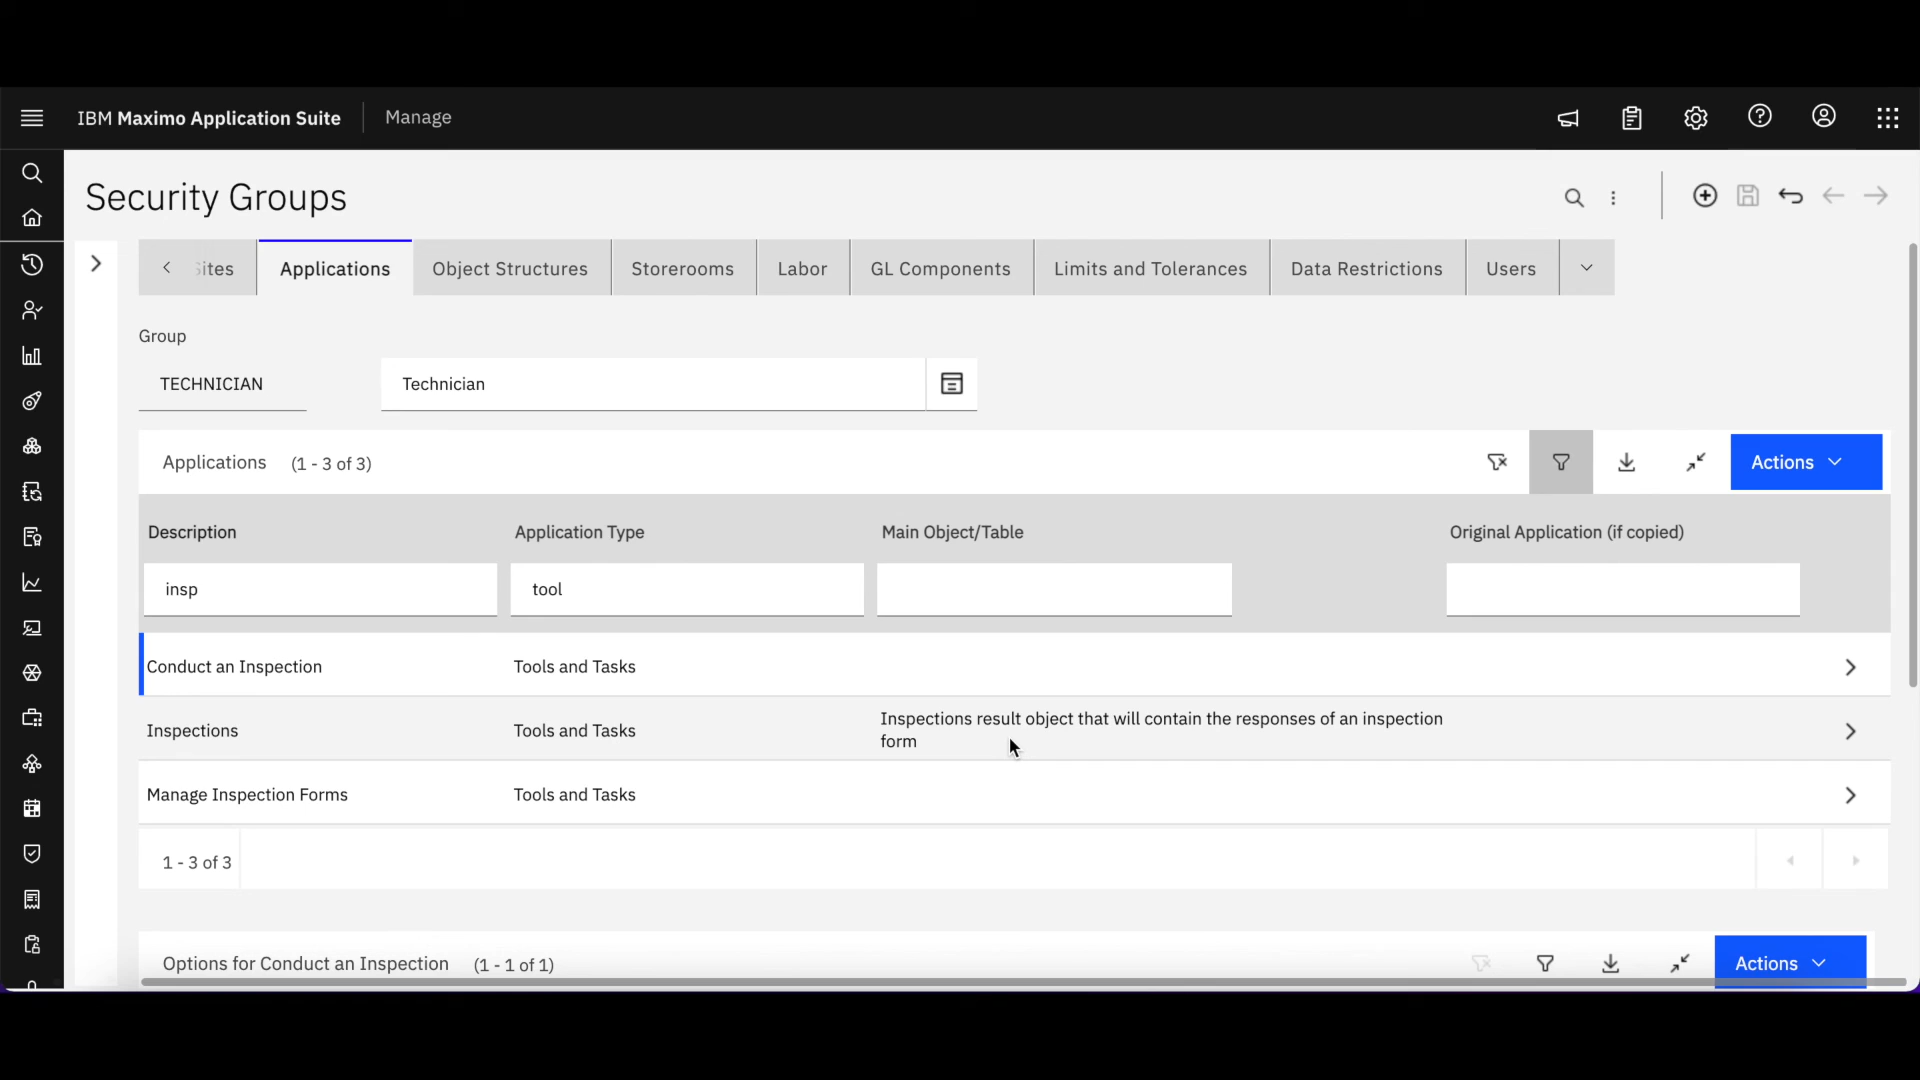 IBM Maximo Application Suite
Manage
Security Groups
Sites
Applications
Object Structures
Storerooms
Labor
GL Components
Limits and Tolerances
Data Restrictions
Users
Group
TECHNICIAN
Technician
Applications (1 - 3 of 3)
Actions
Description
Application Type
Main Object/Table
Original Application (if copied)
insp
tool
Conduct an Inspection
Tools and Tasks
Inspections
Tools and Tasks
Inspections result object that will contain the responses of an inspection
form
Manage Inspection Forms
Tools and Tasks
1 - 3 of 3
Options for Conduct an Inspection (1 - 1 of 1)
Actions